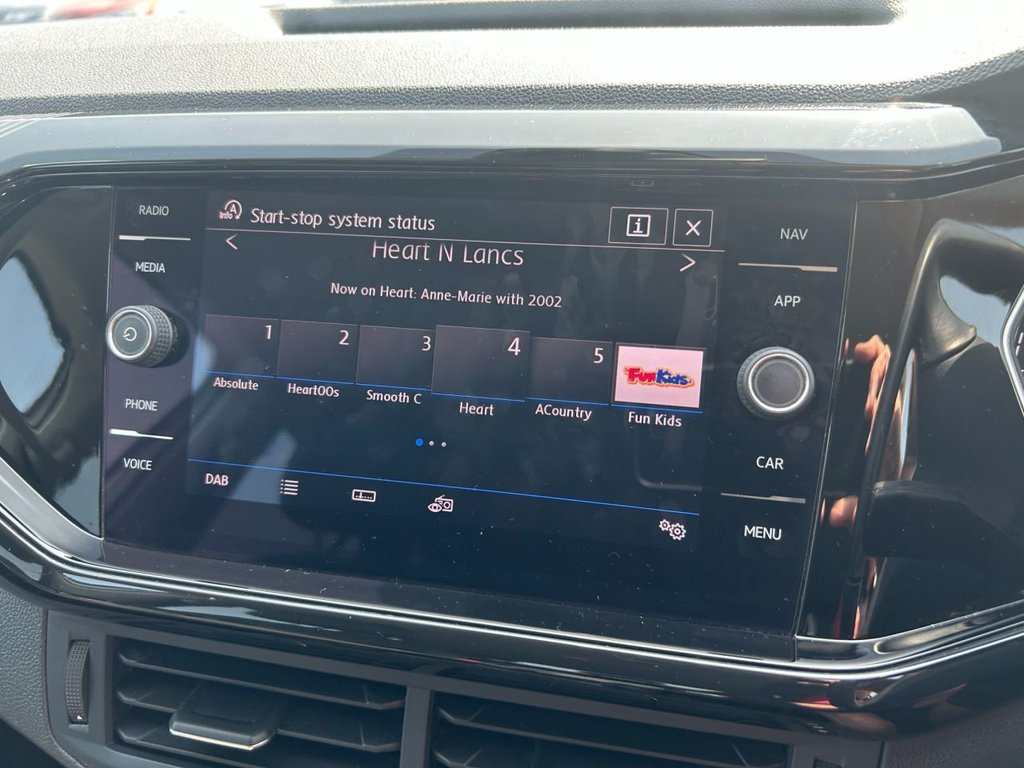 RADIO
MEDIA
PHONE
VOICE
Info A Start-stop system status i X
< Heart N Lancs >
Now on Heart: Anne-Marie with 2002
1 2 3 4 5
FunKids
Absolute Heart00s Smooth C Heart ACountry Fun Kids
DAB
NAV
APP
CAR
MENU